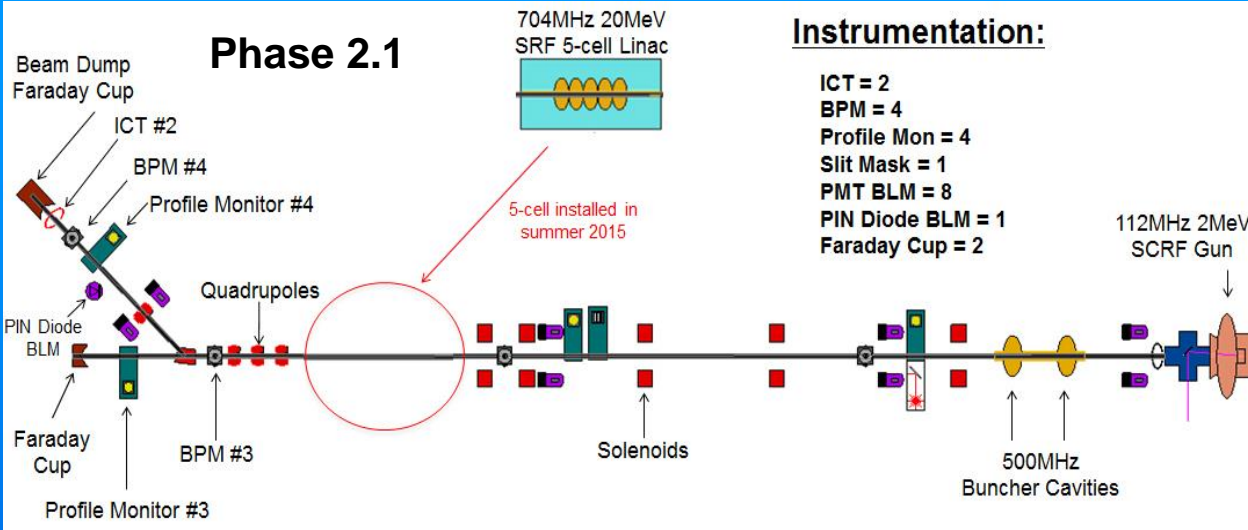 Phase 2.1
704MHz 20MeV
SRF 5-cell Linac
Instrumentation:
ICT = 2
BPM = 4
Profile Mon = 4
Slit Mask = 1
PMT BLM = 8
PIN Diode BLM = 1
Faraday Cup = 2
Beam Dump
Faraday Cup
ICT #2
BPM #4
Profile Monitor #4
5-cell installed in
summer 2015
112MHz 2MeV
SCRF Gun
Quadrupoles
PIN Diode
BLM
Faraday
Cup
BPM #3
Profile Monitor #3
Solenoids
500MHz
Buncher Cavities